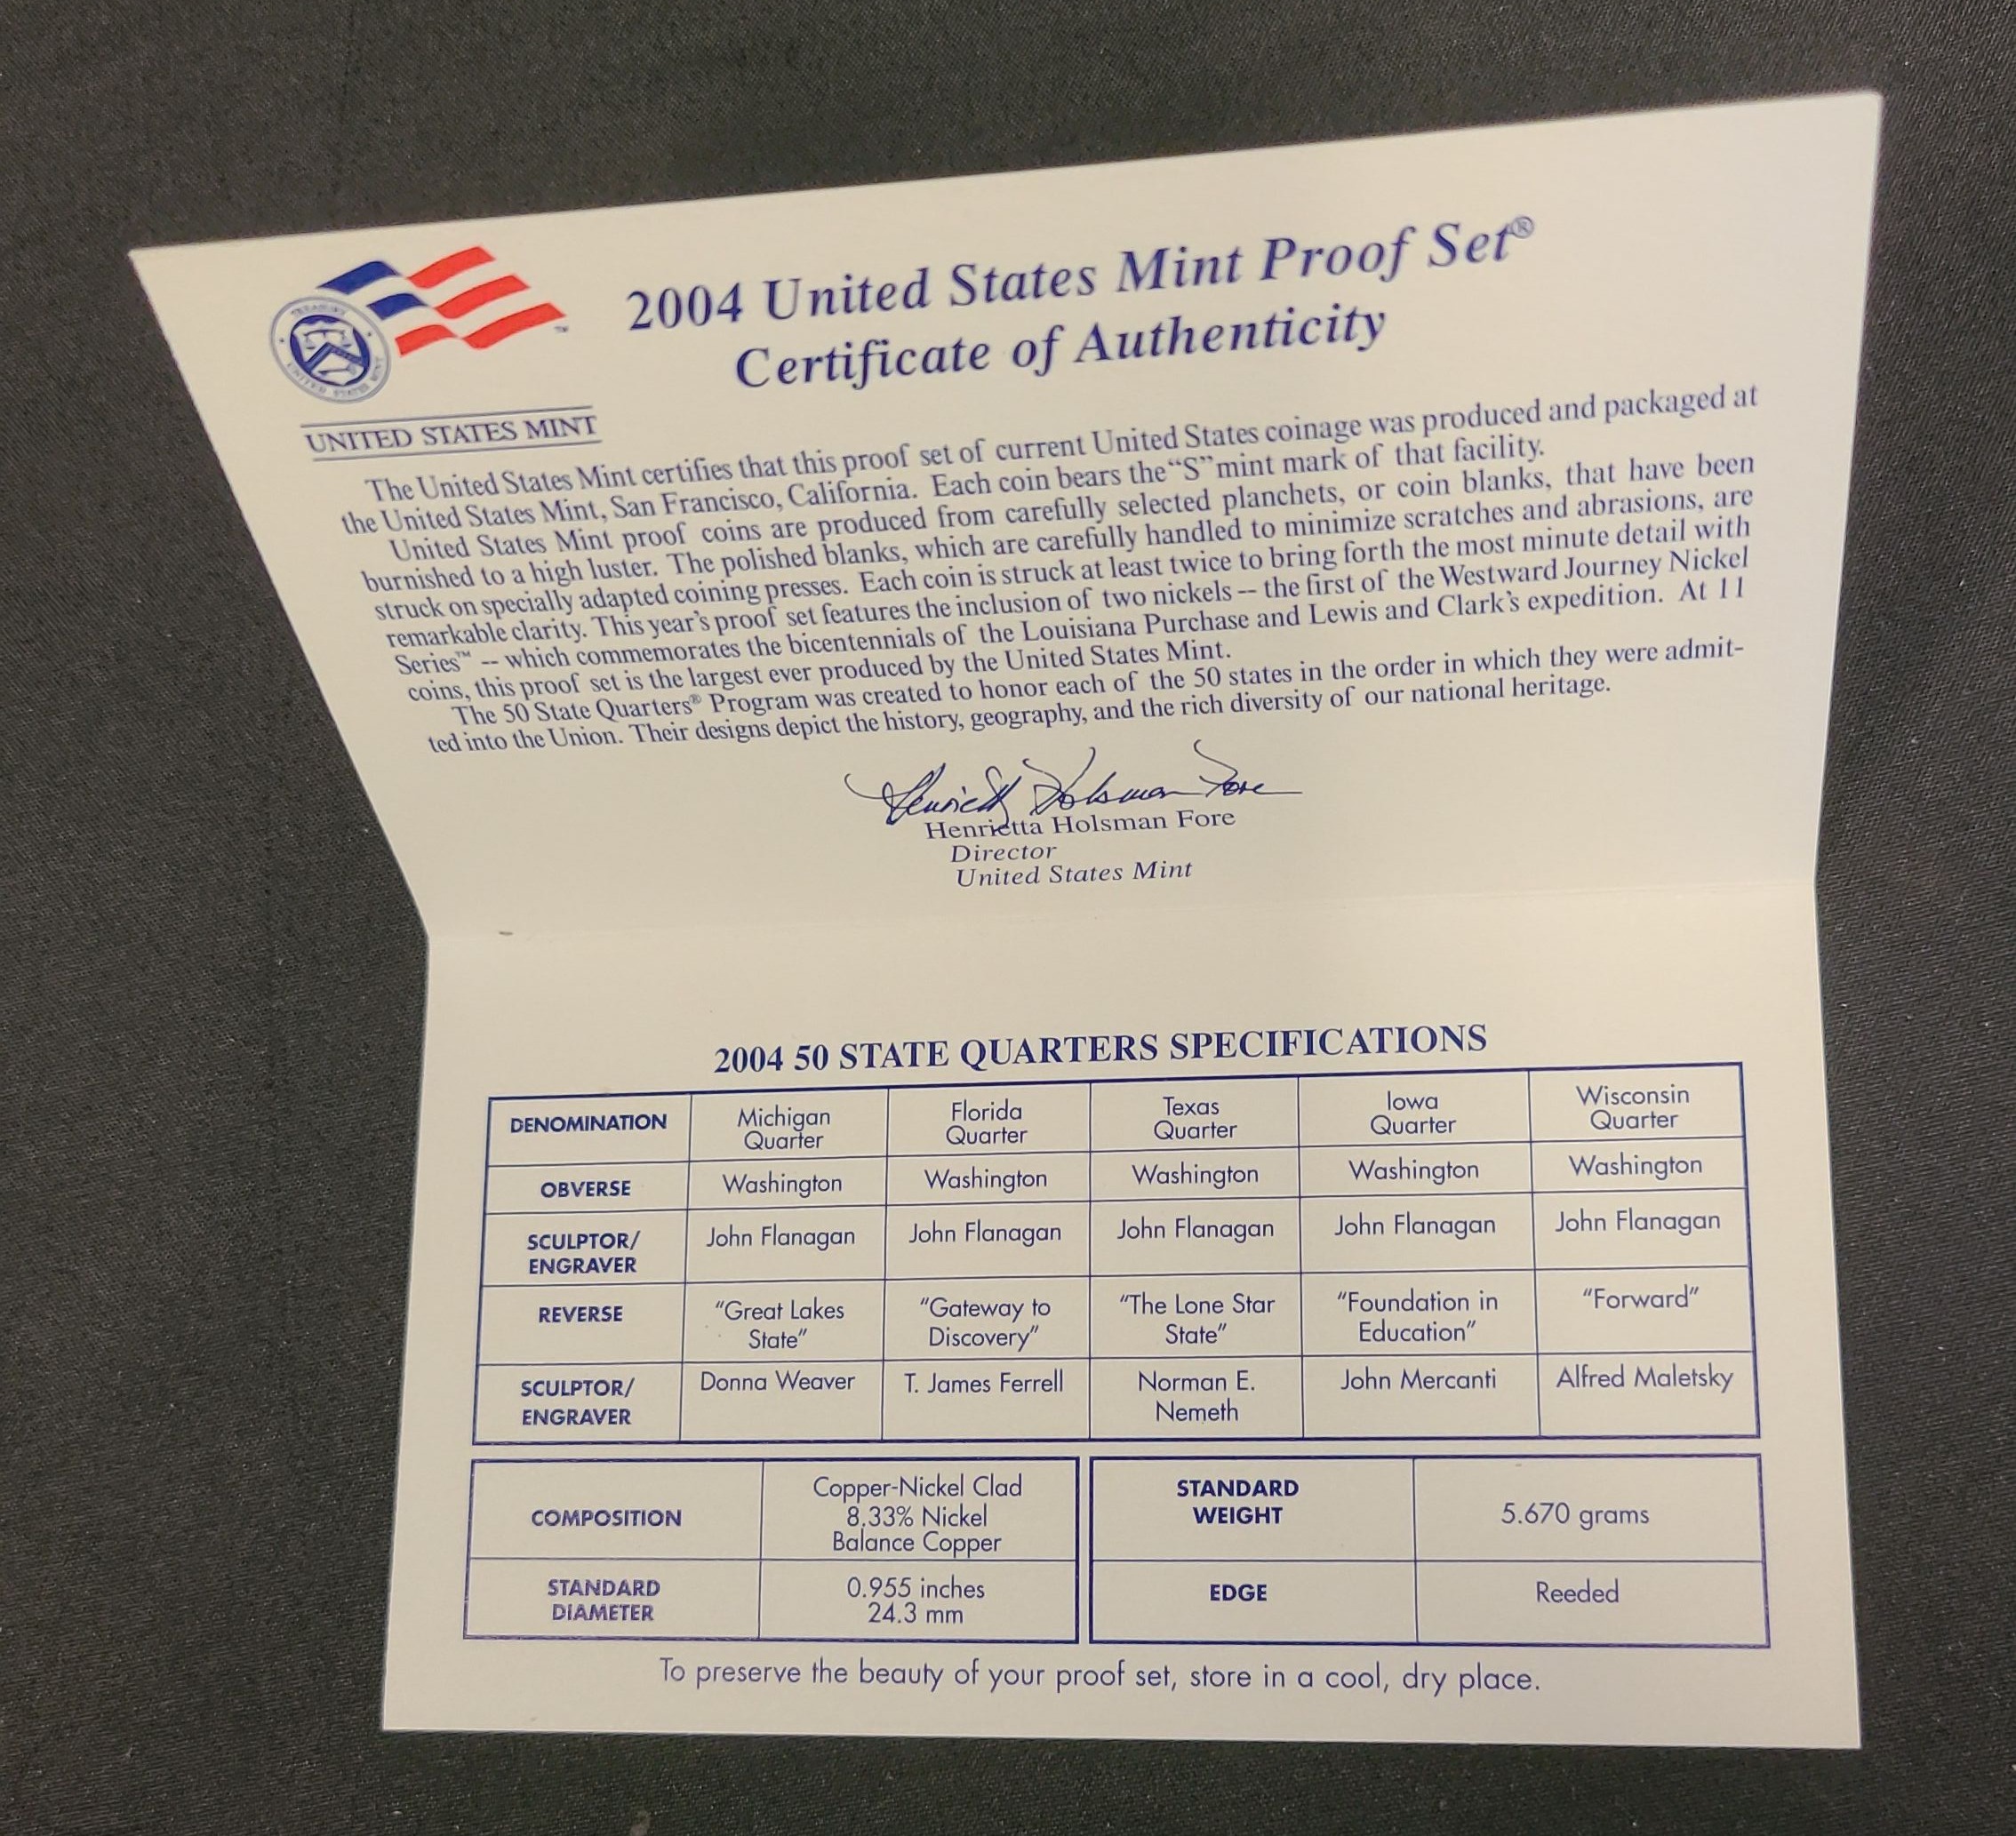 2004 United States Mint Proof Set®
Certificate of Authenticity
TREASURY
UNITED STATES MINT
UNITED STATES MINT
The United States Mint certifies that this proof set of current United States coinage was produced and packaged at
the United States Mint, San Francisco, California. Each coin bears the "S" mint mark of that facility.
United States Mint proof coins are produced from carefully selected planchets, or coin blanks, that have been
burnished to a high luster. The polished blanks, which are carefully handled to minimize scratches and abrasions, are
struck on specially adapted coining presses. Each coin is struck at least twice to bring forth the most minute detail with
remarkable clarity. This year's proof set features the inclusion of two nickels -- the first of the Westward Journey Nickel
Series™ -- which commemorates the bicentennials of the Louisiana Purchase and Lewis and Clark's expedition. At 11
coins, this proof set is the largest ever produced by the United States Mint.
The 50 State Quarters® Program was created to honor each of the 50 states in the order in which they were admit-
ted into the Union. Their designs depict the history, geography, and the rich diversity of our national heritage.
Henrietta Holsman Fore
Henrietta Holsman Fore
Director
United States Mint
2004 50 STATE QUARTERS SPECIFICATIONS
DENOMINATION Michigan Quarter Florida Quarter Texas Quarter Iowa Quarter Wisconsin Quarter
OBVERSE Washington Washington Washington Washington Washington
SCULPTOR/ ENGRAVER John Flanagan John Flanagan John Flanagan John Flanagan John Flanagan
REVERSE "Great Lakes State" "Gateway to Discovery" "The Lone Star State" "Foundation in Education" "Forward"
SCULPTOR/ ENGRAVER Donna Weaver T. James Ferrell Norman E. Nemeth John Mercanti Alfred Maletsky
COMPOSITION Copper-Nickel Clad 8.33% Nickel Balance Copper STANDARD WEIGHT 5.670 grams
STANDARD DIAMETER 0.955 inches 24.3 mm EDGE Reeded
To preserve the beauty of your proof set, store in a cool, dry place.